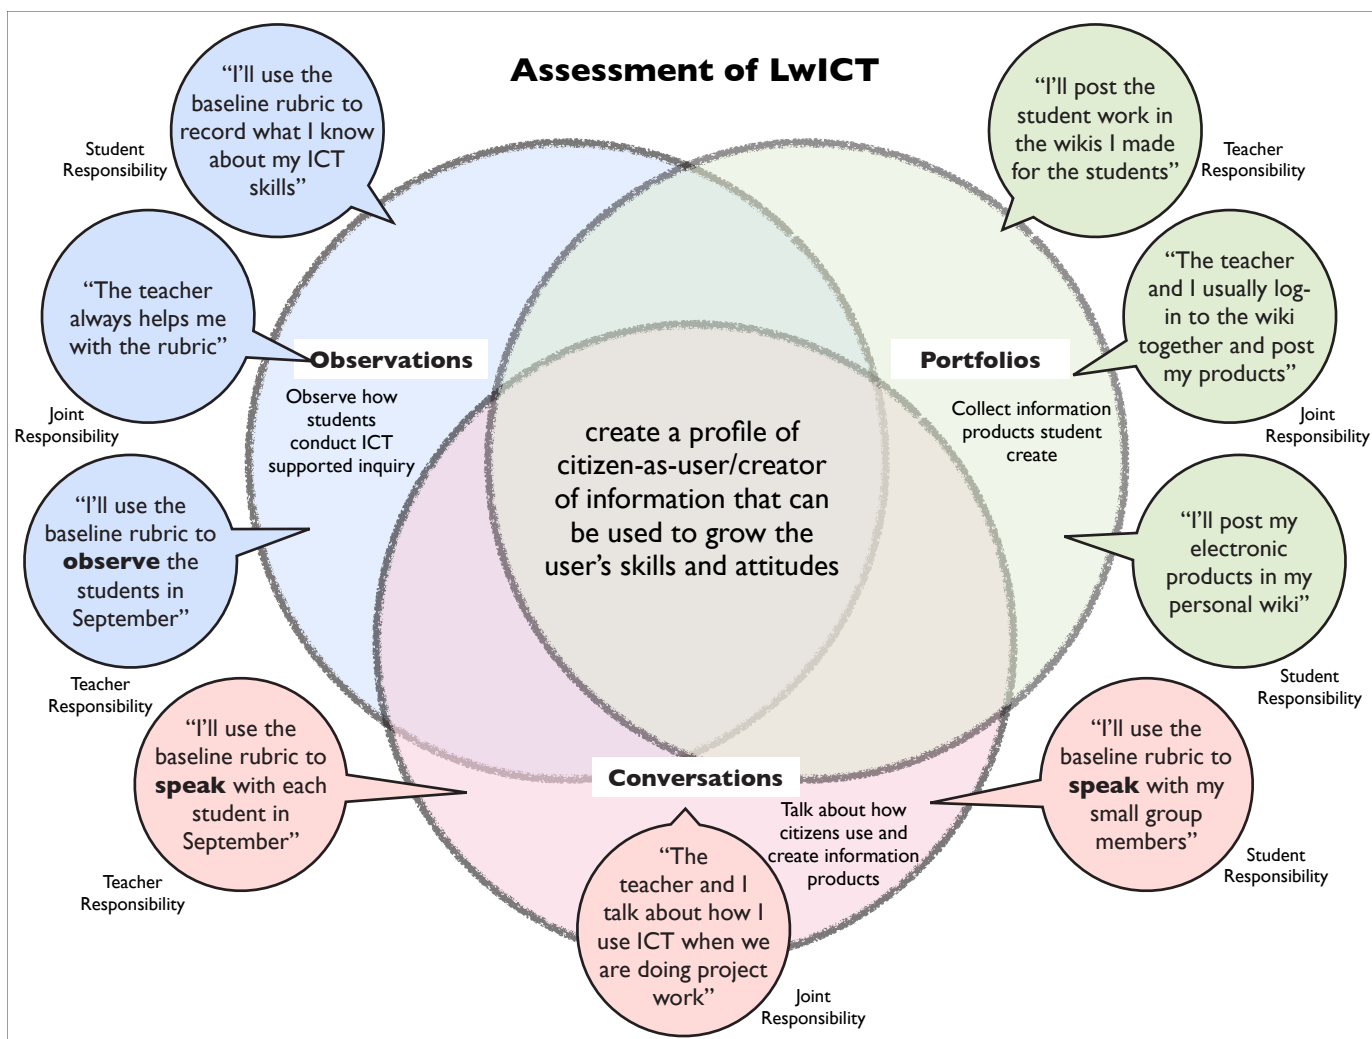 Assessment of LwICT
“I’ll use the
baseline rubric to
record what I know
about my ICT
skills”
Student
Responsibility
“The teacher
always helps me
with the rubric”
Joint
Responsibility
“I’ll use the
baseline rubric to
observe the
students in
September”
Teacher
Responsibility
Observations
Observe how
students
conduct ICT
supported inquiry
create a profile of
citizen-as-user/creator
of information that can
be used to grow the
user’s skills and attitudes
“I’ll post the
student work in
the wikis I made
for the students”
Teacher
Responsibility
“The teacher
and I usually log-
in to the wiki
together and post
my products”
Joint
Responsibility
Portfolios
Collect information
products student
create
“I’ll post my
electronic
products in my
personal wiki”
Student
Responsibility
“I’ll use the
baseline rubric to
speak with each
student in
September”
Teacher
Responsibility
Conversations
Talk about how
citizens use and
create information
products
“The
teacher and I
talk about how I
use ICT when we
are doing project
work”
Joint
Responsibility
“I’ll use the
baseline rubric to
speak with my
small group
members”
Student
Responsibility